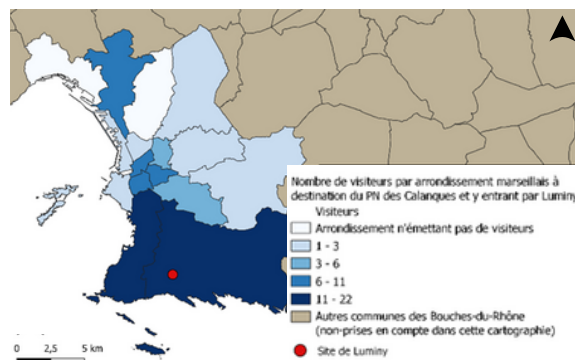 Nombre de visiteurs par arrondissement marseillais à
destination du PN des Calanques et y entrant par Luminy
Visiteurs
Arrondissement n'émettant pas de visiteurs
1 - 3
3 - 6
6 - 11
11 - 22
Autres communes des Bouches-du-Rhône
(non-prises en compte dans cette cartographie)
Site de Luminy
0 2,5 5 km